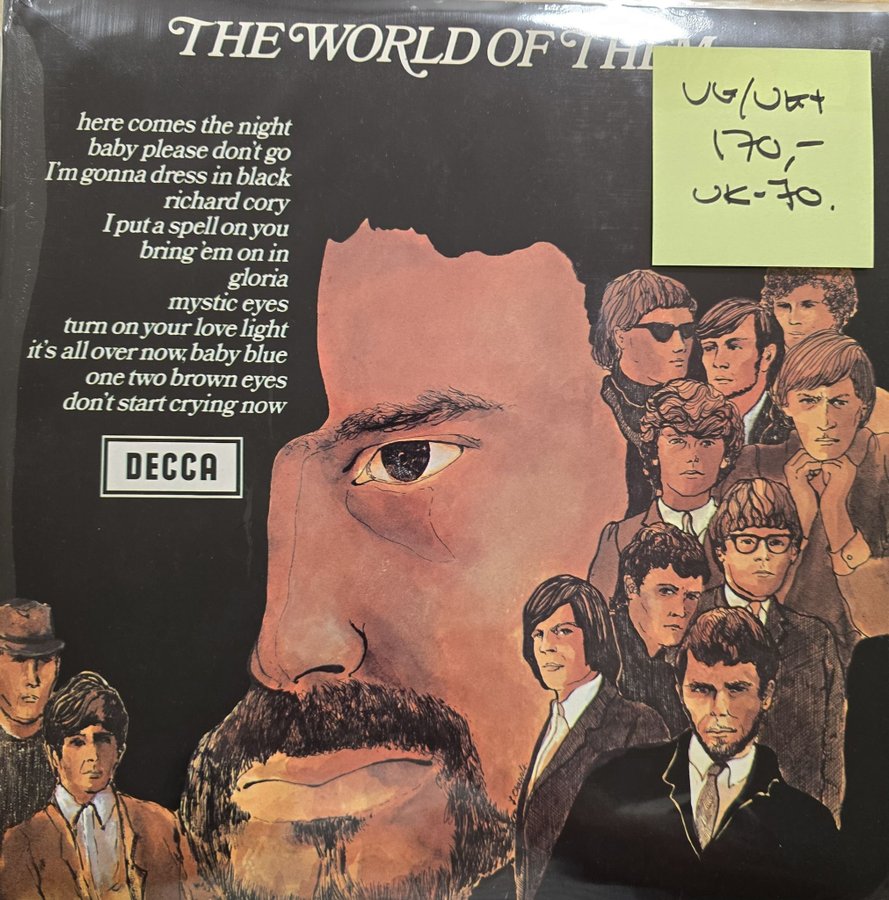 THE WORLD OF THEM
VG/VG+
170,-
UK-70.
here comes the night
baby please don't go
I'm gonna dress in black
richard cory
I put a spell on you
bring 'em on in
gloria
mystic eyes
turn on your love light
it's all over now, baby blue
one two brown eyes
don't start crying now
DECCA